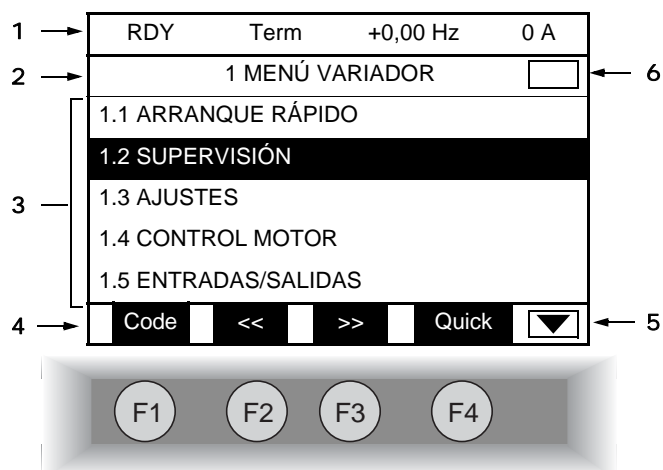 1 RDY Term +0,00 Hz 0 A
2 1 MENÚ VARIADOR 6
1.1 ARRANQUE RÁPIDO
1.2 SUPERVISIÓN
3 1.3 AJUSTES
1.4 CONTROL MOTOR
1.5 ENTRADAS/SALIDAS
4 Code << >> Quick 5
F1 F2 F3 F4